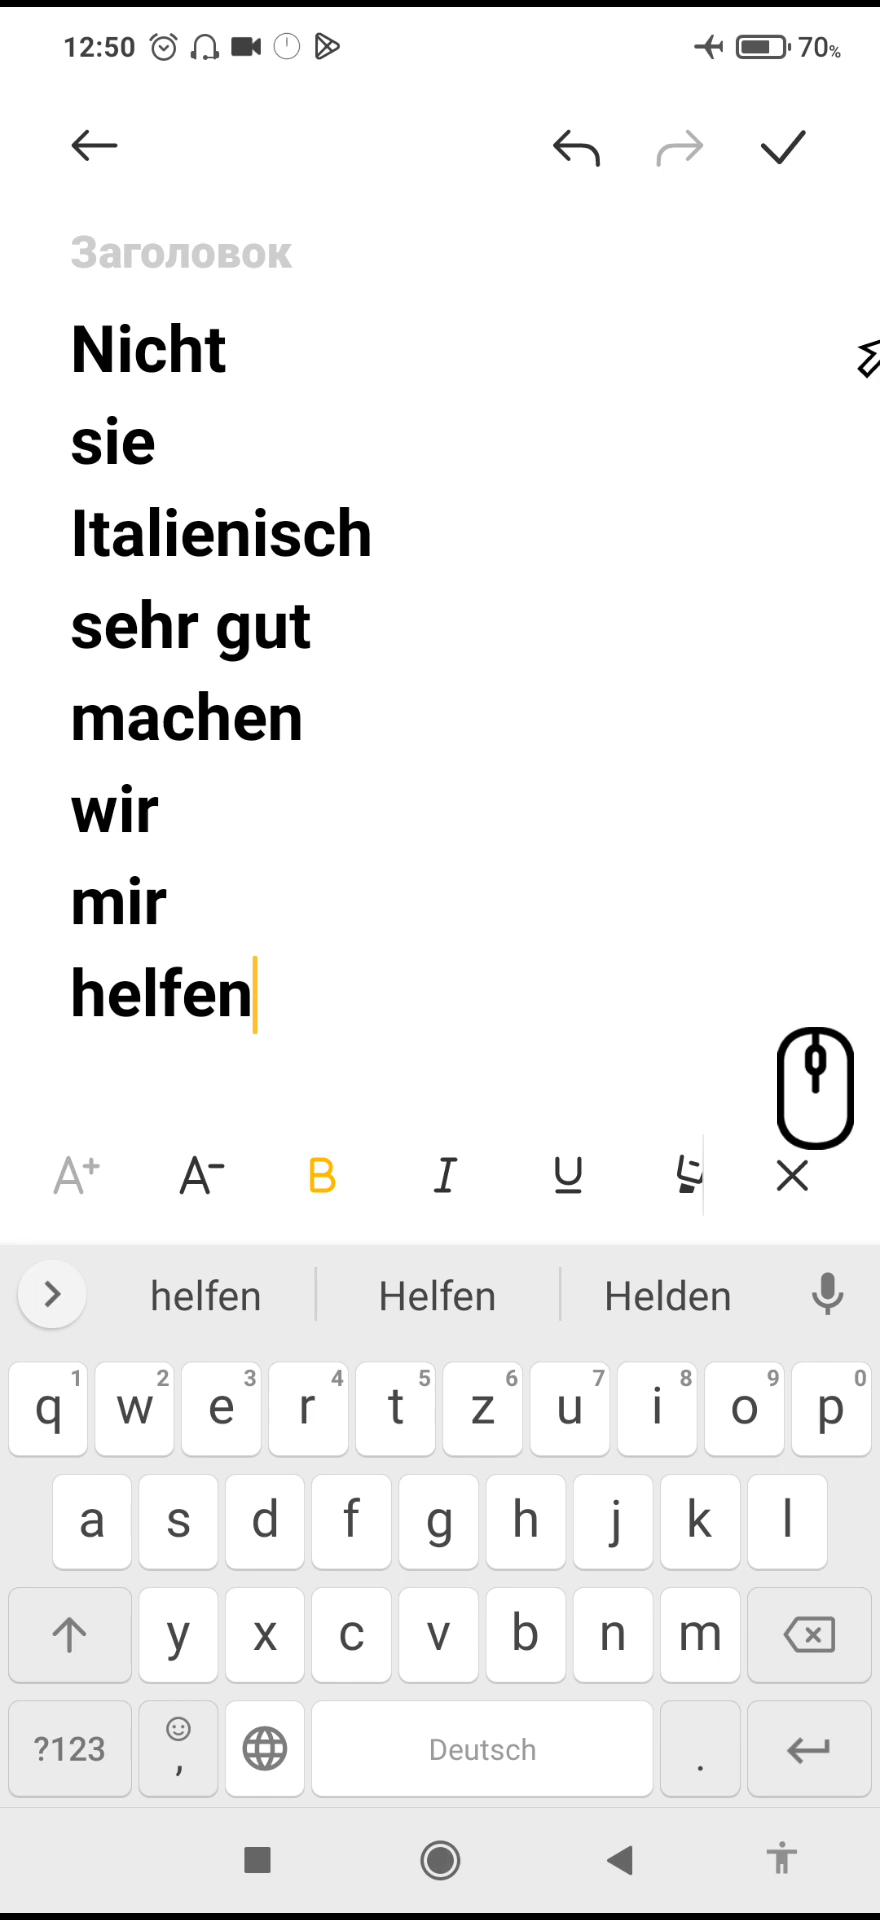 12:50
70%
Заголовок
Nicht
sie
Italienisch
sehr gut
machen
wir
mir
helfen
A+ A- B I U
helfen Helfen Helden
1 2 3 4 5 6 7 8 9 0
q w e r t z u i o p
a s d f g h j k l
y x c v b n m
?123 , Deutsch .